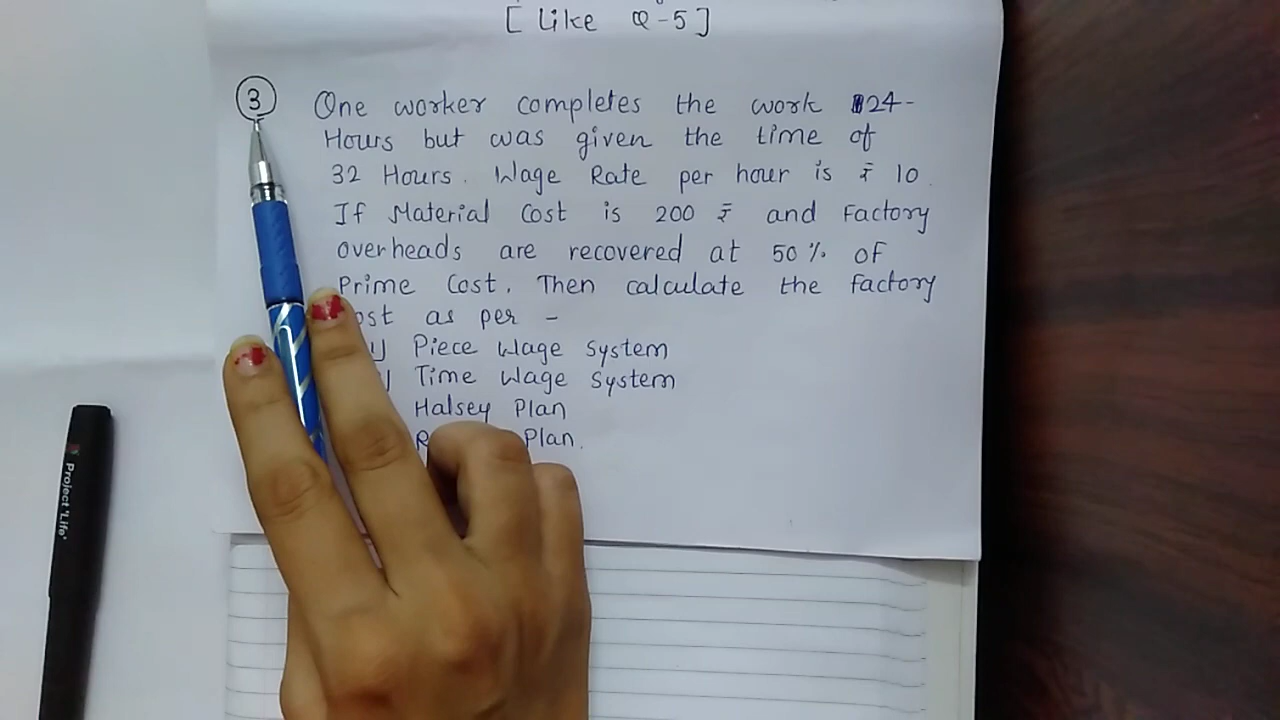 [ Like Q-5 ]
3 One worker completes the work 24-
Hours but was given the time of
32 Hours. Wage Rate per hour is ₹ 10.
If Material Cost is 200 ₹ and Factory
overheads are recovered at 50% of
Prime Cost. Then calculate the factory
as per -
Piece Wage System
Time Wage System
Halsey Plan
Plan.
Project 'Life'